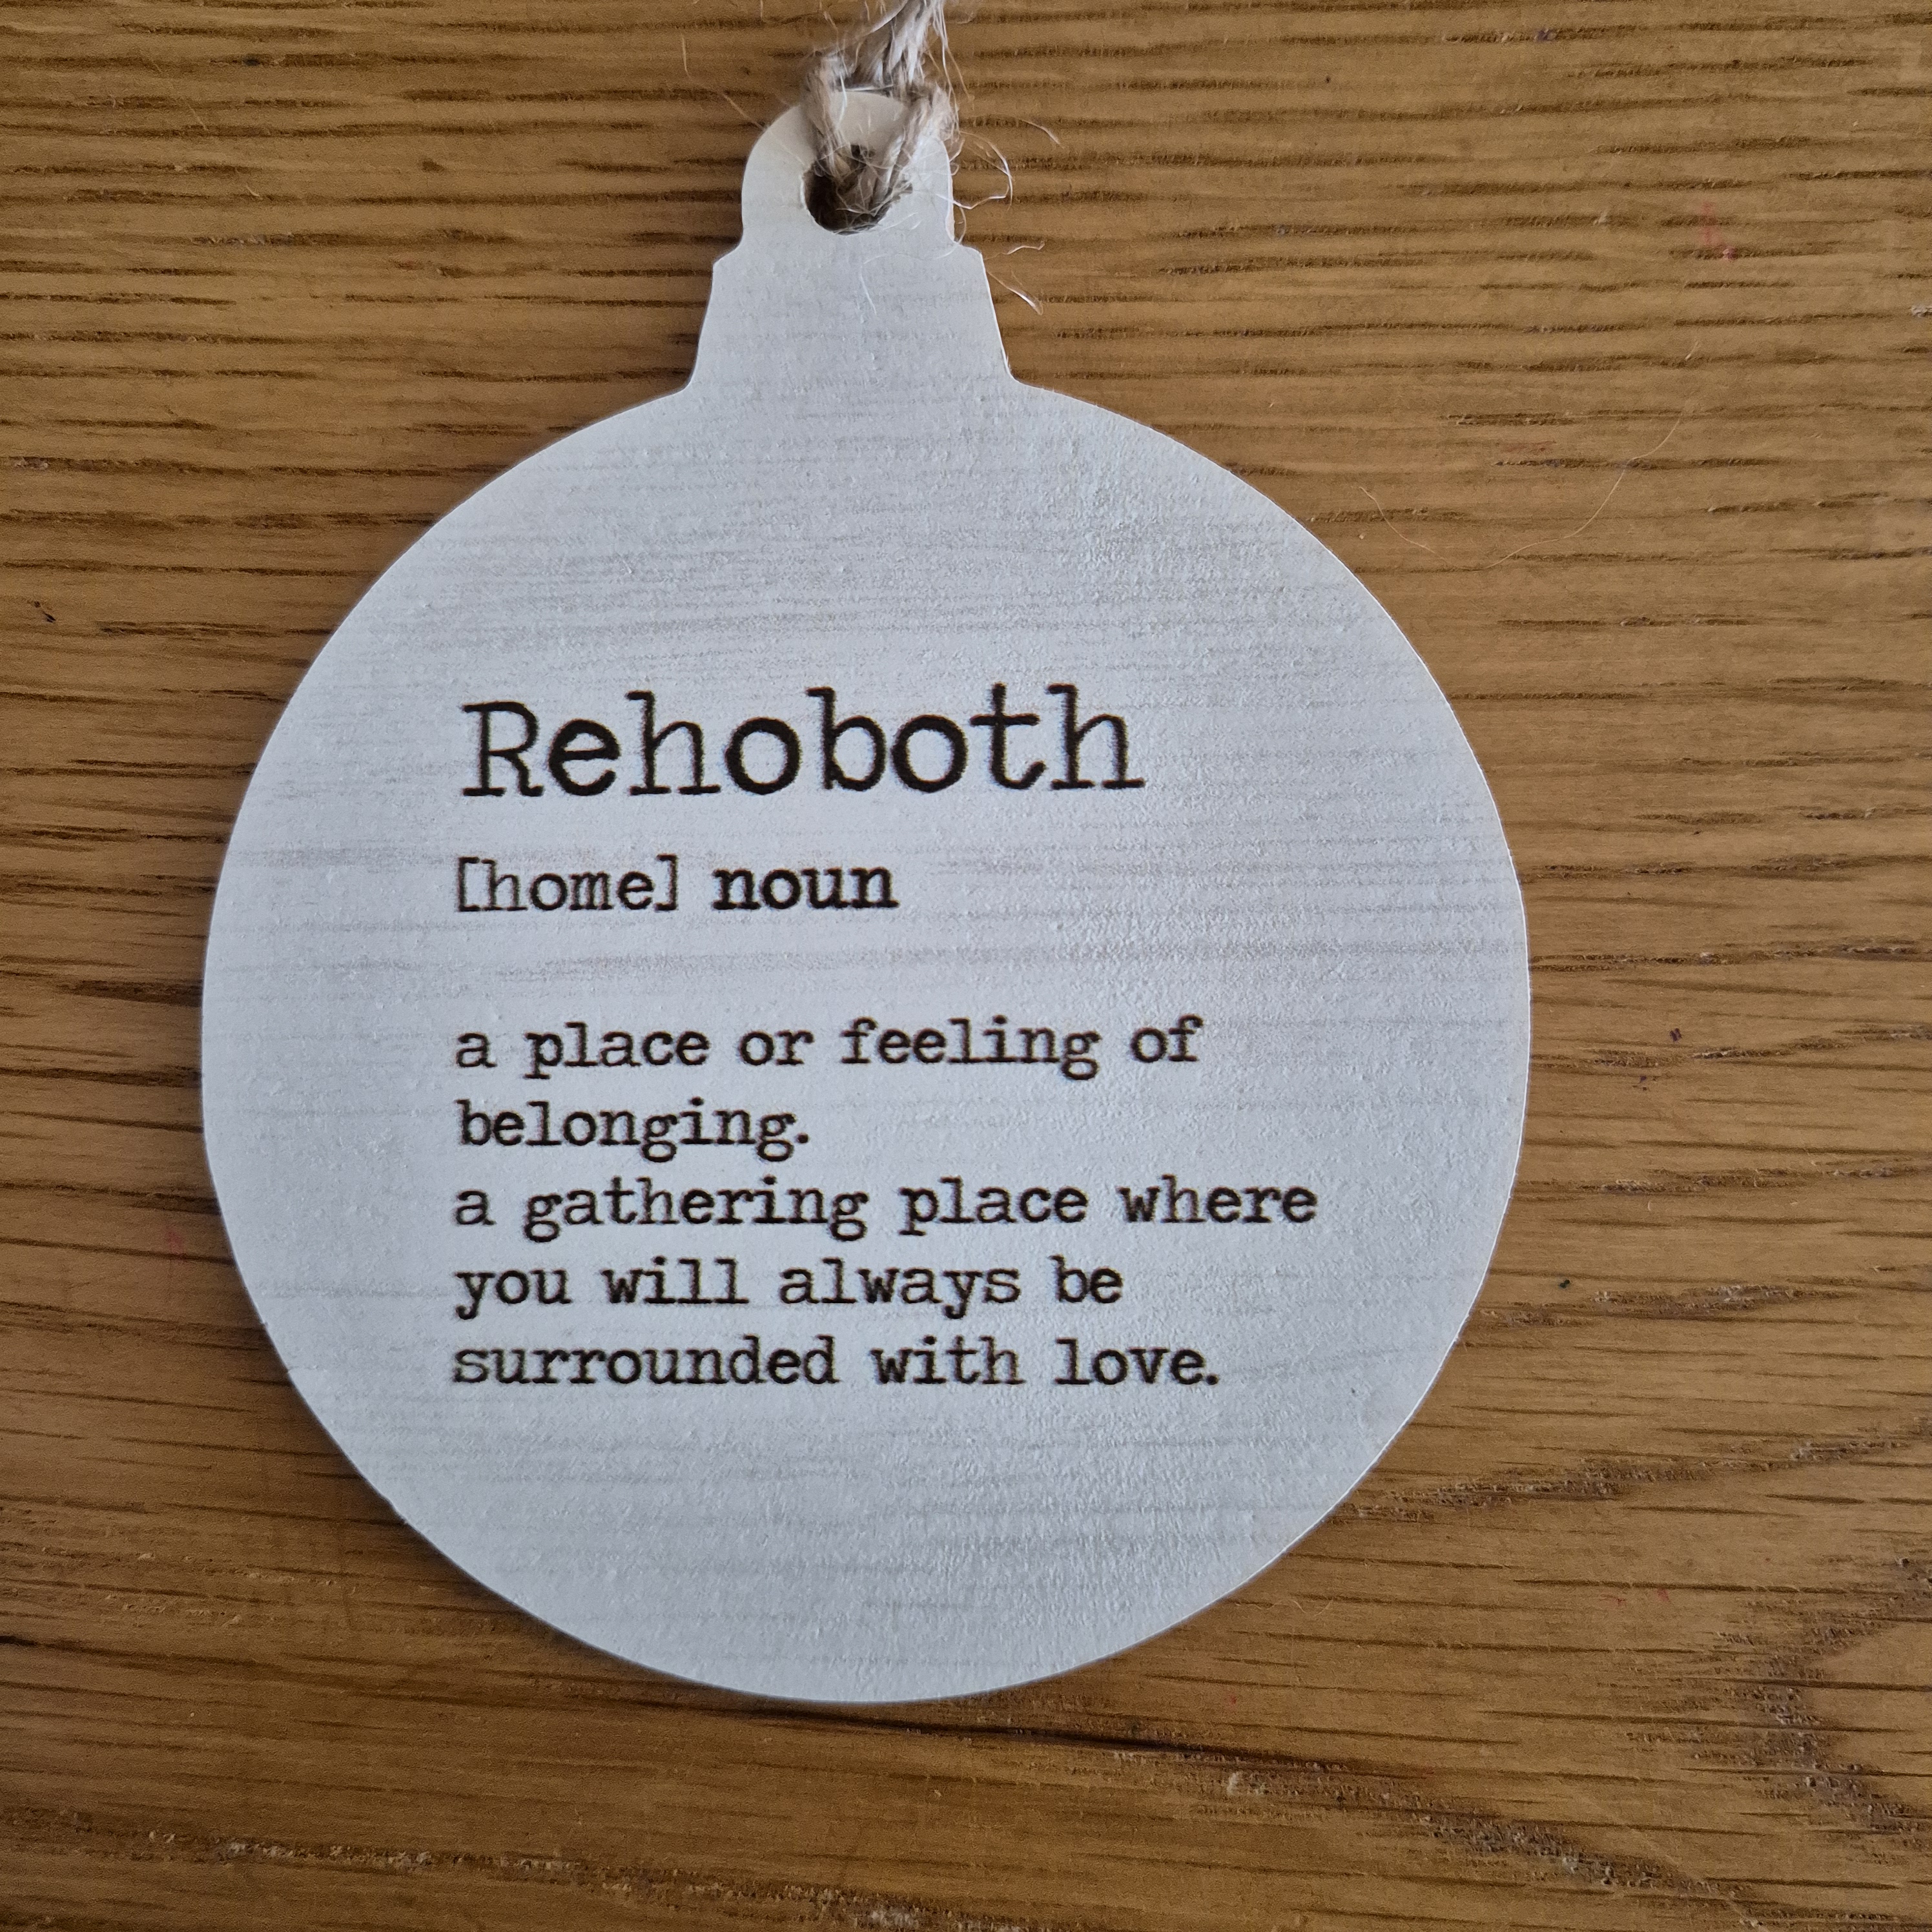 Rehoboth
[home] noun
a place or feeling of
belonging.
a gathering place where
you will always be
surrounded with love.